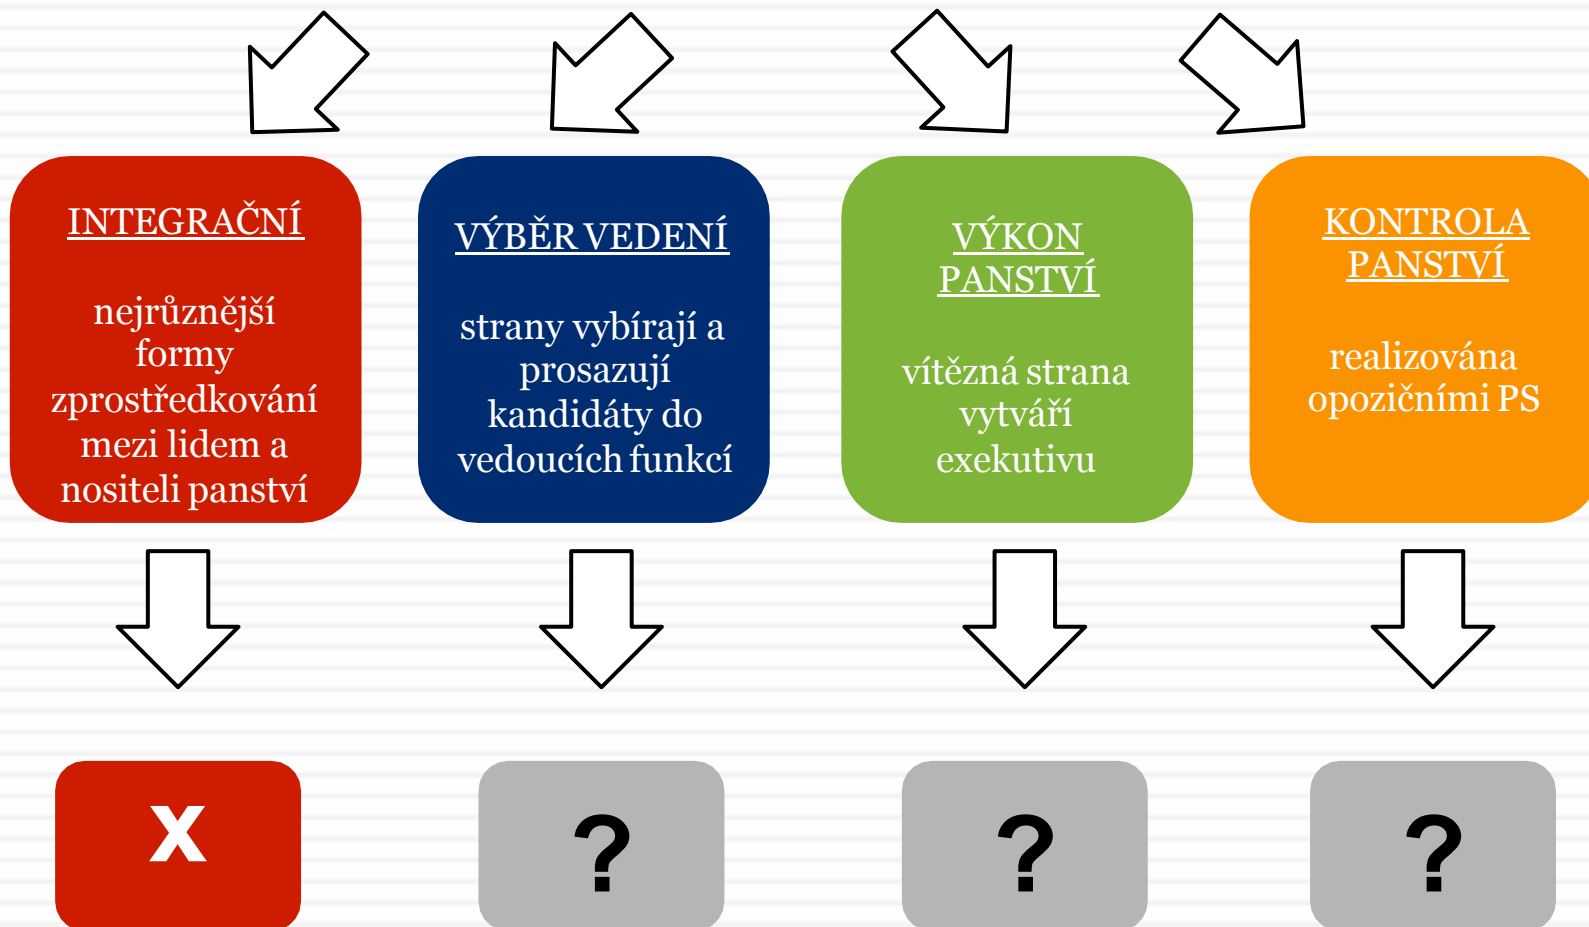 INTEGRAČNÍ
nejrůznější
formy
zprostředkování
mezi lidem a
nositeli panství
VÝBĚR VEDENÍ
strany vybírají a
prosazují
kandidáty do
vedoucích funkcí
VÝKON
PANSTVÍ
vítězná strana
vytváří
exekutivu
KONTROLA
PANSTVÍ
realizována
opozičními PS
X
?
?
?